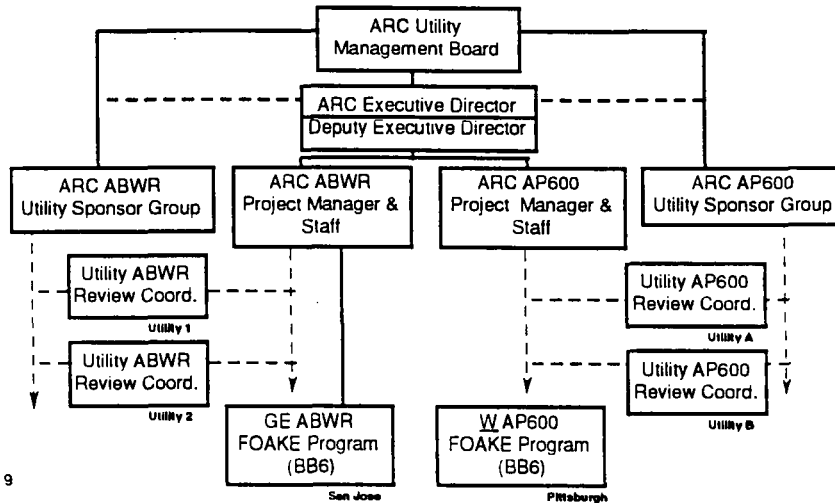 ARC Utility
Management Board
ARC Executive Director
Deputy Executive Director
ARC ABWR
Utility Sponsor Group
ARC ABWR
Project Manager &
Staff
ARC AP600
Project Manager &
Staff
ARC AP600
Utility Sponsor Group
Utility ABWR
Review Coord.
Utility 1
Utility AP600
Review Coord.
Utility A
Utility ABWR
Review Coord.
Utility 2
Utility AP600
Review Coord.
Utility B
GE ABWR
FOAKE Program
(BB6)
San Jose
W AP600
FOAKE Program
(BB6)
Pittsburgh
9